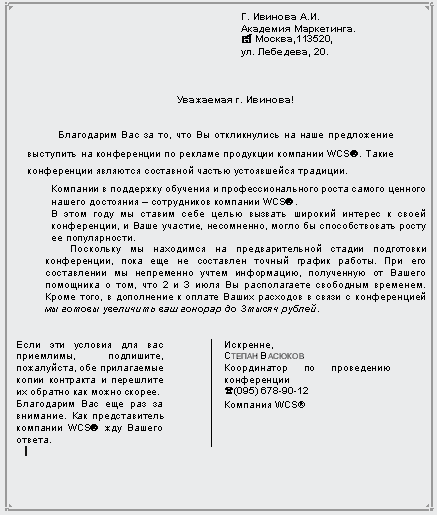 Г. Ивинова А.И.
Академия Маркетинга.
Москва,113520,
ул. Лебедева, 20.
Уважаемая г. Ивинова!
Благодарим Вас за то, что Вы откликнулись на наше предложение
выступить на конференции по рекламе продукции компании WCS®. Такие
конференции являются составной частью устоявшейся традиции.
Компании в поддержку обучения и профессионального роста самого ценного
нашего достояния – сотрудников компании WCS®.
В этом году мы ставим себе целью вызвать широкий интерес к своей
конференции, и Ваше участие, несомненно, могло бы способствовать росту
ее популярности.
Поскольку мы находимся на предварительной стадии подготовки
конференции, пока еще не составлен точный график работы. При его
составлении мы непременно учтем информацию, полученную от Вашего
помощника о том, что 2 и 3 июля Вы располагаете свободным временем.
Кроме того, в дополнение к оплате Ваших расходов в связи с конференцией
мы готовы увеличить ваш гонорар до 3тысяч рублей.
Если эти условия для вас
приемлимы, подпишите,
пожалуйста, обе прилагаемые
копии контракта и перешлите
их обратно как можно скорее.
Благодарим Вас еще раз за
внимание. Как представитель
компании WCS® жду Вашего
ответа.
Искренне,
СТЕПАН ВАСЮКОВ
Координатор по проведению
конференции
☎(095) 678-90-12
Компания WCS®